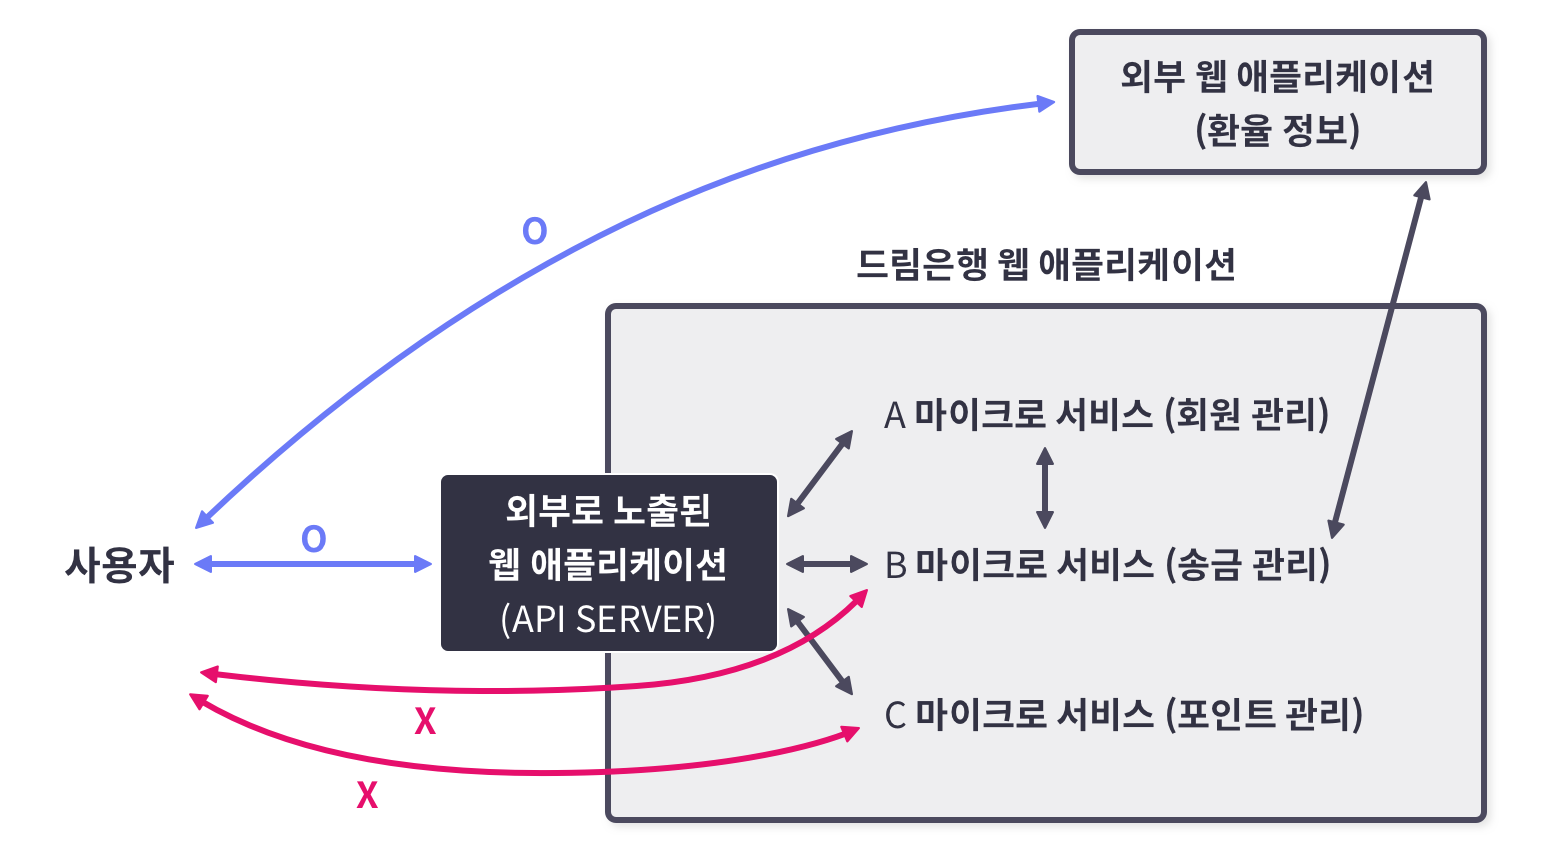 외부 웹 애플리케이션
(환율 정보)
O
드림은행 웹 애플리케이션
A 마이크로 서비스 (회원 관리)
외부로 노출된
웹 애플리케이션
(API SERVER)
O
사용자
B 마이크로 서비스 (송금 관리)
X
C 마이크로 서비스 (포인트 관리)
X